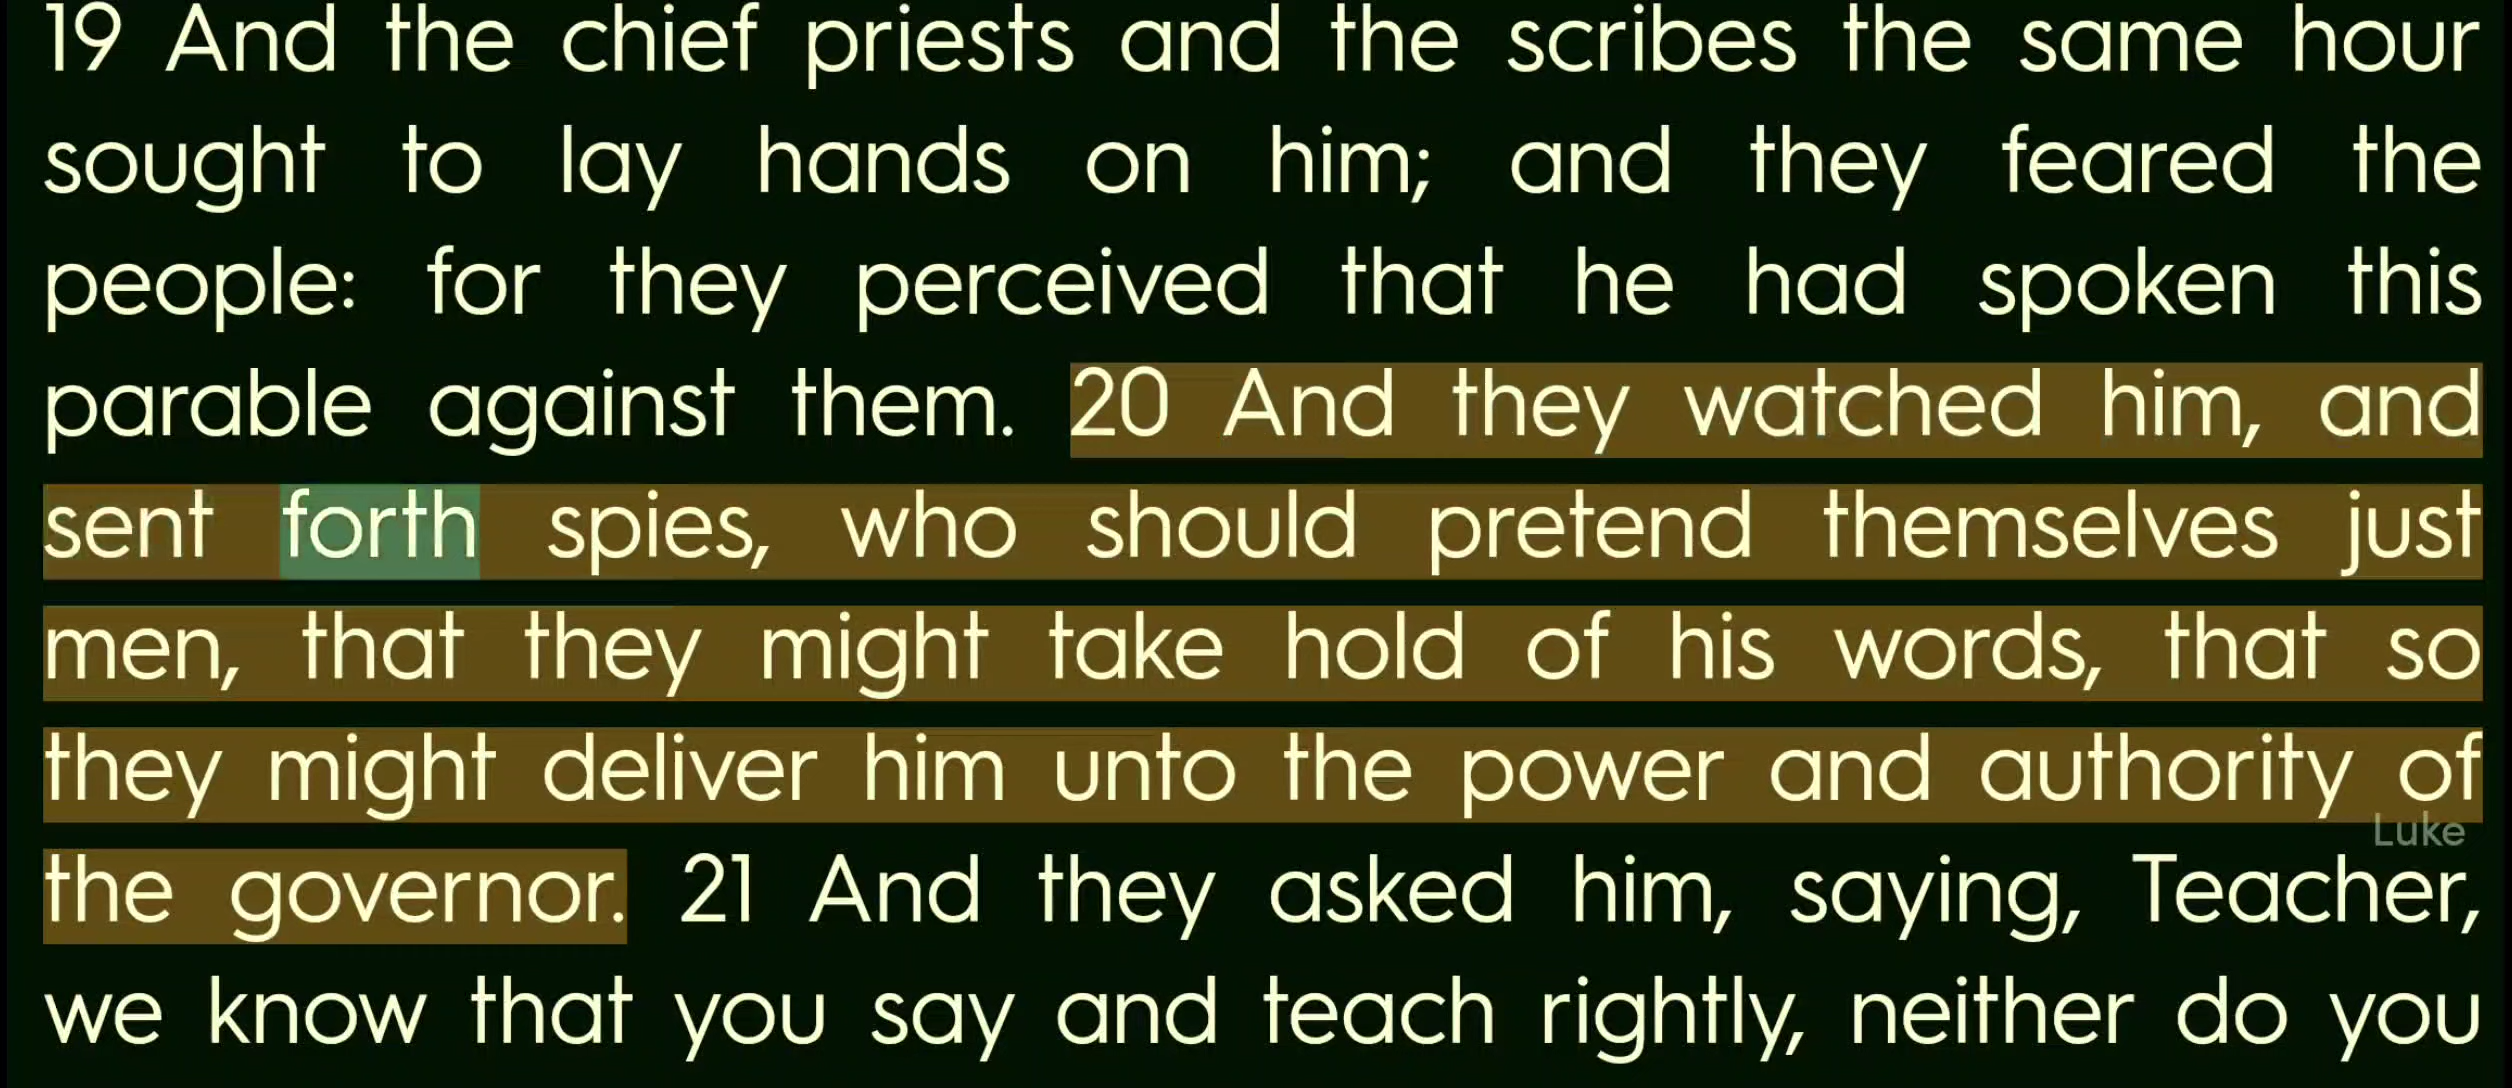 19 And the chief priests and the scribes the same hour
sought to lay hands on him; and they feared the
people: for they perceived that he had spoken this
parable against them. 20 And they watched him, and
sent forth spies, who should pretend themselves just
men, that they might take hold of his words, that so
they might deliver him unto the power and authority of
Luke
the governor. 21 And they asked him, saying, Teacher,
we know that you say and teach rightly, neither do you